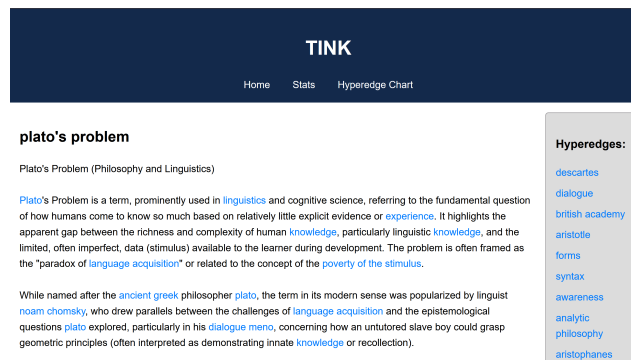 TINK
Home Stats Hyperedge Chart
plato's problem
Plato's Problem (Philosophy and Linguistics)
Plato's Problem is a term, prominently used in linguistics and cognitive science, referring to the fundamental question
of how humans come to know so much based on relatively little explicit evidence or experience. It highlights the
apparent gap between the richness and complexity of human knowledge, particularly linguistic knowledge, and the
limited, often imperfect, data (stimulus) available to the learner during development. The problem is often framed as
the "paradox of language acquisition" or related to the concept of the poverty of the stimulus.
While named after the ancient greek philosopher plato, the term in its modern sense was popularized by linguist
noam chomsky, who drew parallels between the challenges of language acquisition and the epistemological
questions plato explored, particularly in his dialogue meno, concerning how an untutored slave boy could grasp
geometric principles (often interpreted as demonstrating innate knowledge or recollection).
Hyperedges:
descartes
dialogue
british academy
aristotle
forms
syntax
awareness
analytic
philosophy
aristophanes